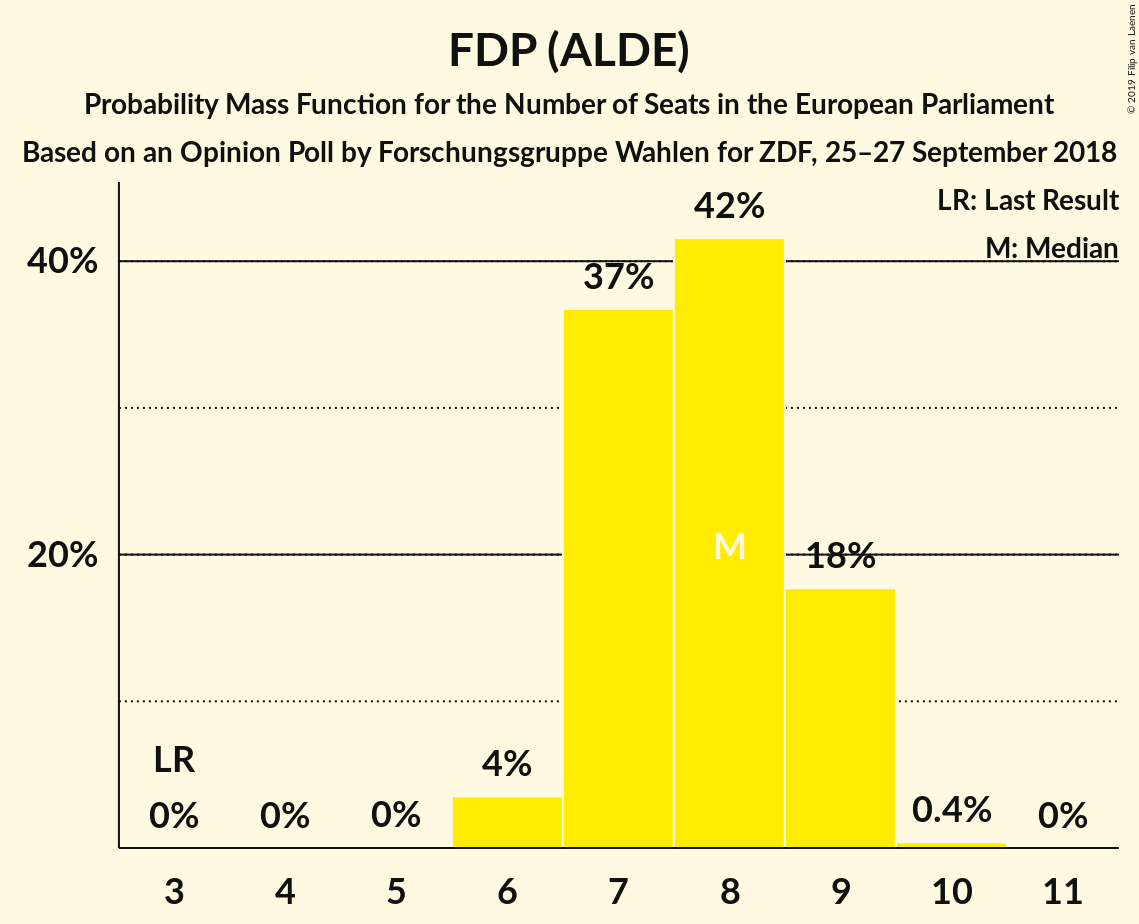 FDP (ALDE)
Probability Mass Function for the Number of Seats in the European Parliament
Based on an Opinion Poll by Forschungsgruppe Wahlen for ZDF, 25–27 September 2018
© 2019 Filip van Laenen
LR: Last Result
M: Median
40%
20%
LR
0%
0%
0%
4%
37%
42%
M
18%
0.4%
0%
3 4 5 6 7 8 9 10 11